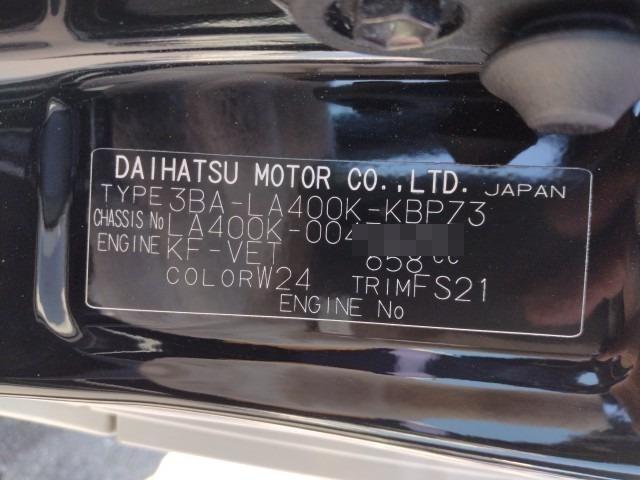 DAIHATSU MOTOR CO.,LTD. JAPAN
TYPE 3BA-LA400K-KBP73
CHASSIS No LA400K-004
ENGINE KF-VET 658 cc
COLOR W24 TRIM FS21
ENGINE No